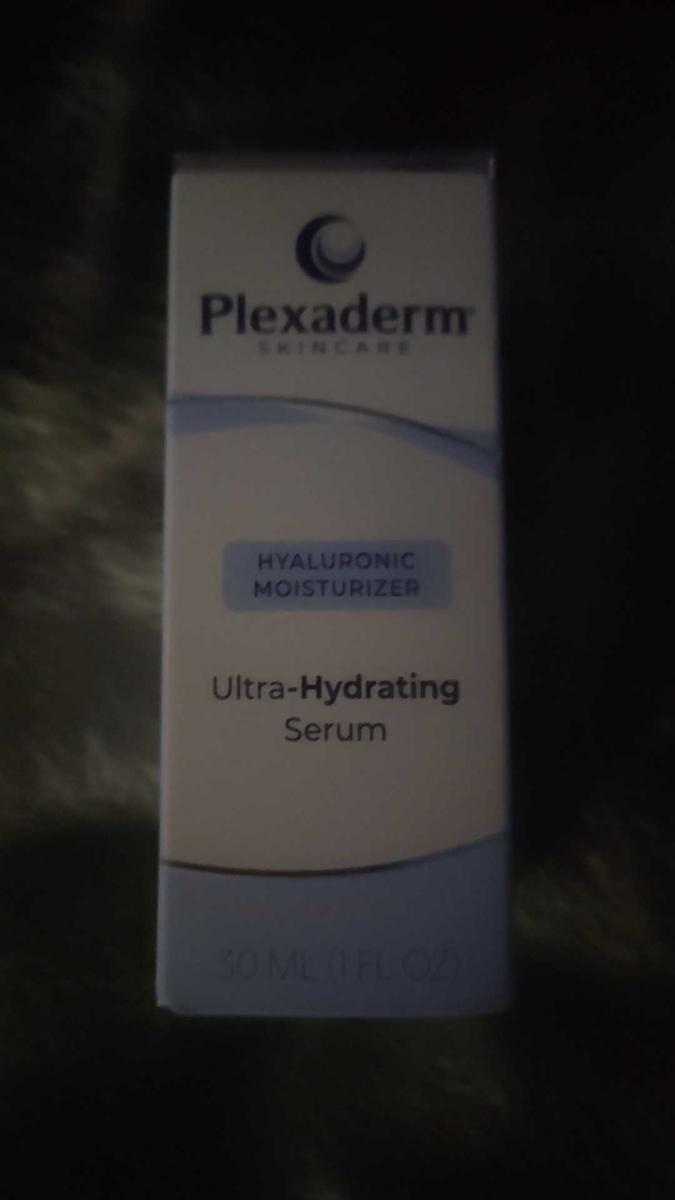 Plexaderm
SKINCARE
HYALURONIC
MOISTURIZER
Ultra-Hydrating
Serum
30 ML (1 FL OZ)